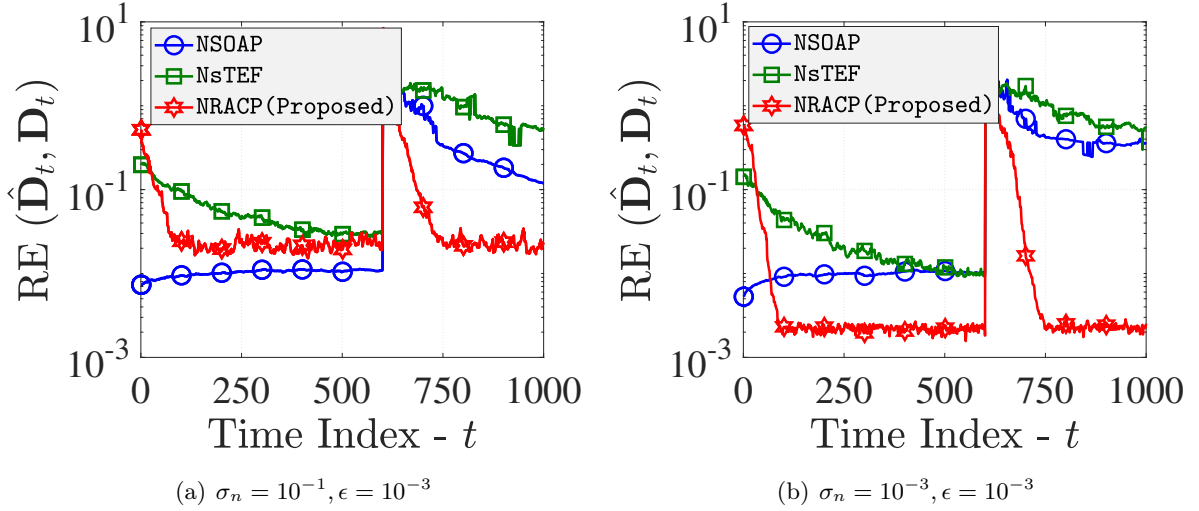 10^1
10^-1
10^-3
RE (D̂_t, D_t)
NSOAP
NsTEF
NRACP(Proposed)
0 250 500 750 1000
Time Index - t
(a) σ_n = 10^-1, ϵ = 10^-3
10^1
10^-1
10^-3
RE (D̂_t, D_t)
NSOAP
NsTEF
NRACP(Proposed)
0 250 500 750 1000
Time Index - t
(b) σ_n = 10^-3, ϵ = 10^-3